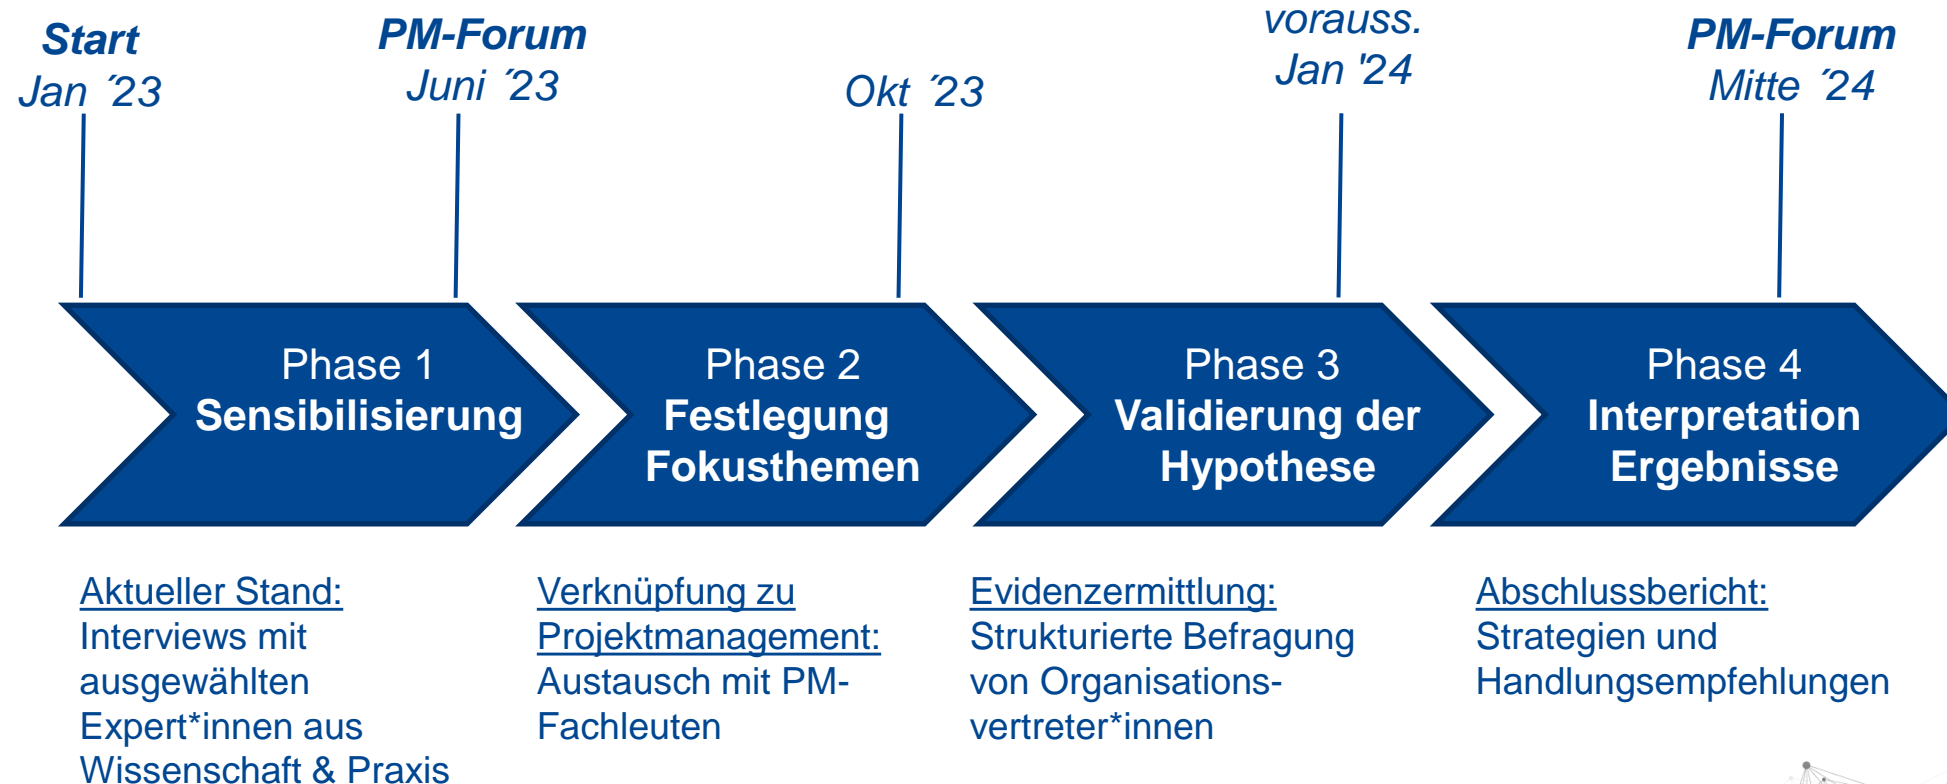 Start
Jan ´23
PM-Forum
Juni ´23
Okt ´23
vorauss.
Jan '24
PM-Forum
Mitte ´24
Phase 1
Sensibilisierung
Phase 2
Festlegung
Fokusthemen
Phase 3
Validierung der
Hypothese
Phase 4
Interpretation
Ergebnisse
Aktueller Stand:
Interviews mit
ausgewählten
Expert*innen aus
Wissenschaft & Praxis
Verknüpfung zu
Projektmanagement:
Austausch mit PM-
Fachleuten
Evidenzermittlung:
Strukturierte Befragung
von Organisations-
vertreter*innen
Abschlussbericht:
Strategien und
Handlungsempfehlungen